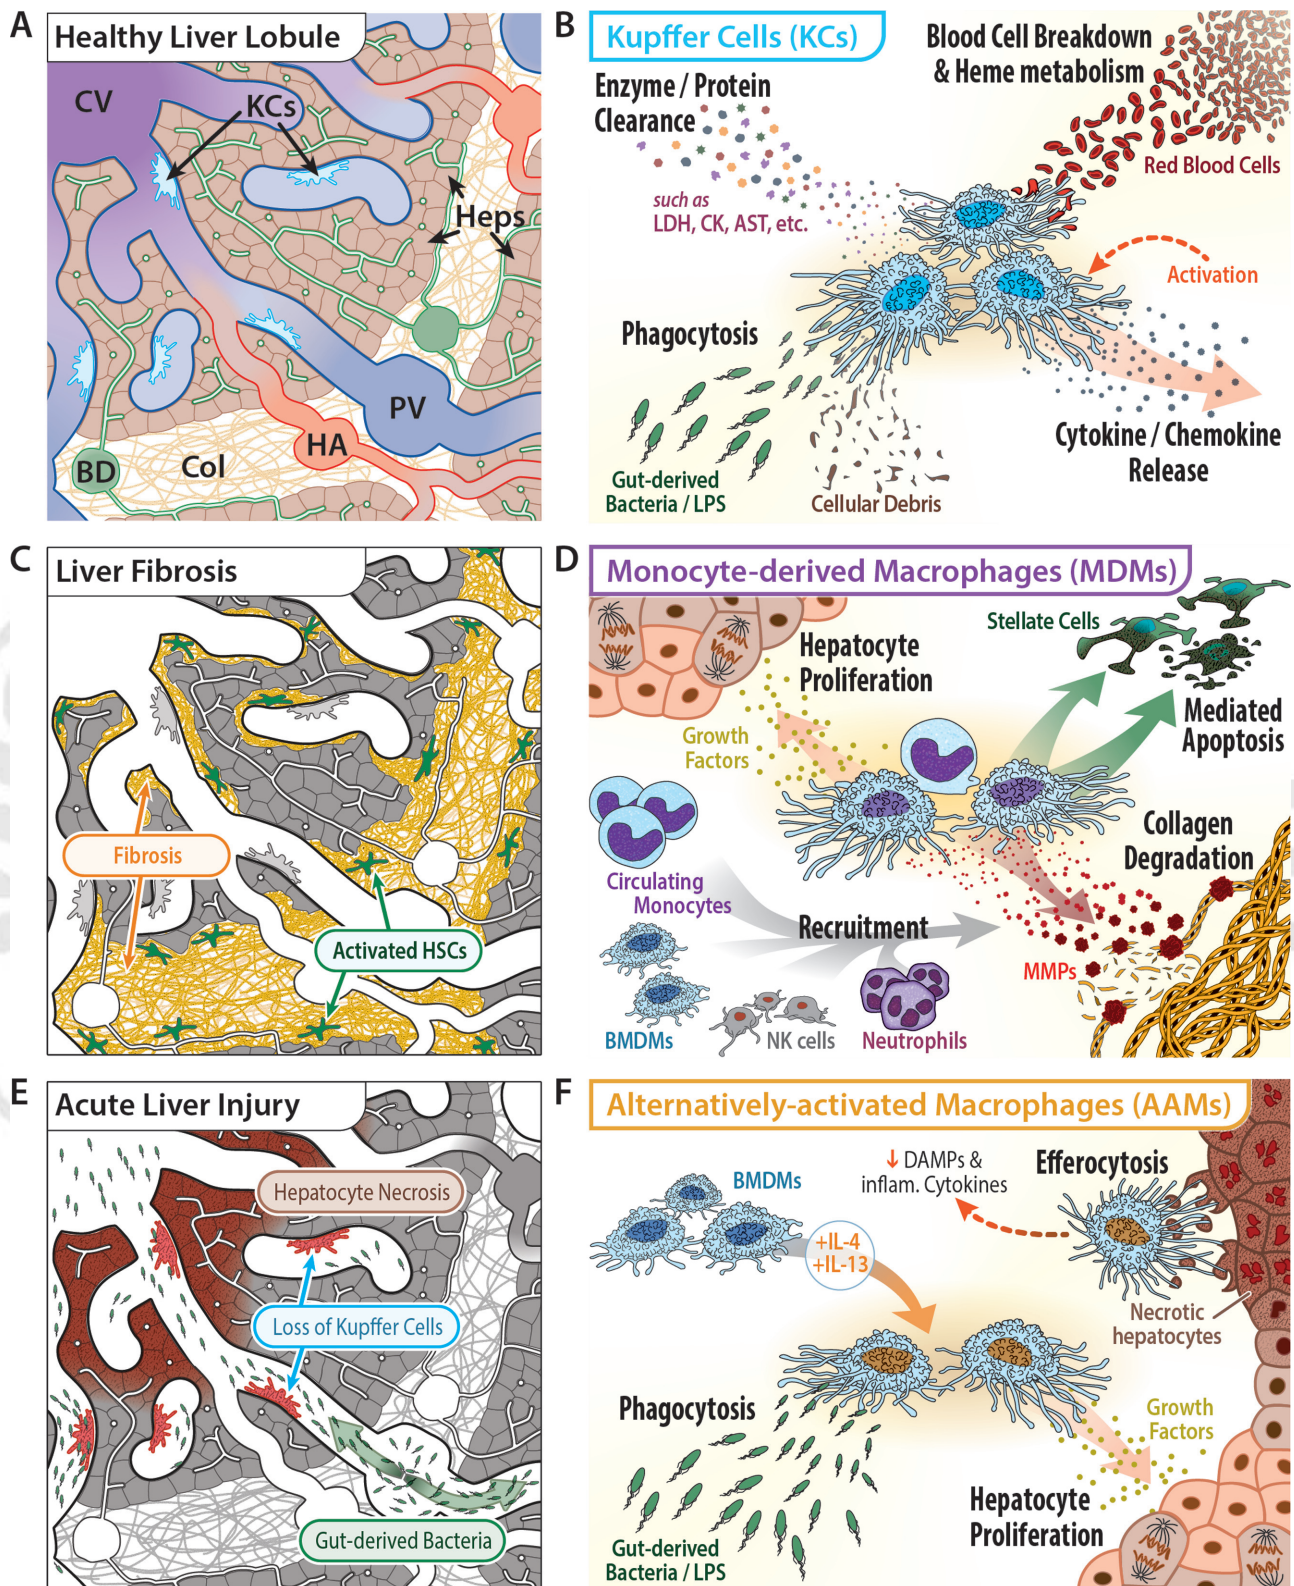 A
Healthy Liver Lobule
CV
KCs
Heps
PV
HA
BD
Col
B
Kupffer Cells (KCs)
Blood Cell Breakdown
& Heme metabolism
Enzyme / Protein
Clearance
Red Blood Cells
such as
LDH, CK, AST, etc.
Activation
Phagocytosis
Cytokine / Chemokine
Release
Gut-derived
Bacteria / LPS
Cellular Debris
C
Liver Fibrosis
Fibrosis
Activated HSCs
D
Monocyte-derived Macrophages (MDMs)
Stellate Cells
Hepatocyte
Proliferation
Mediated
Apoptosis
Growth
Factors
Collagen
Degradation
Circulating
Monocytes
Recruitment
MMPs
BMDMs
NK cells
Neutrophils
E
Acute Liver Injury
Hepatocyte Necrosis
Loss of Kupffer Cells
Gut-derived Bacteria
F
Alternatively-activated Macrophages (AAMs)
↓ DAMPs &
inflam. Cytokines
Efferocytosis
BMDMs
+IL-4
+IL-13
Necrotic
hepatocytes
Phagocytosis
Growth
Factors
Hepatocyte
Proliferation
Gut-derived
Bacteria / LPS